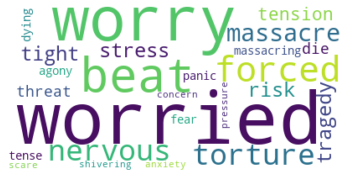 dying
worry
tension
massacre
tight
stress
massacring
die
agony
beat
panic
forced
threat
concern
risk
pressure
tragedy
worried
fear
nervous
torture
tense
shivering
anxiety
scare